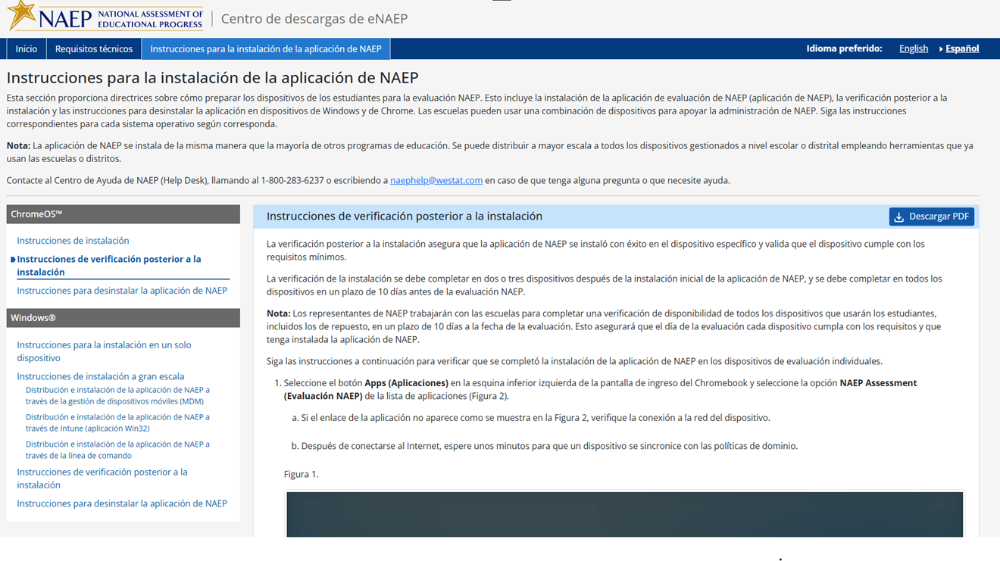 NAEP NATIONAL ASSESSMENT OF
EDUCATIONAL PROGRESS
Centro de descargas de eNAEP
Inicio
Requisitos técnicos
Instrucciones para la instalación de la aplicación de NAEP
Idioma preferido:
English
Español
Instrucciones para la instalación de la aplicación de NAEP
Esta sección proporciona directrices sobre cómo preparar los dispositivos de los estudiantes para la evaluación NAEP. Esto incluye la instalación de la aplicación de evaluación de NAEP (aplicación de NAEP), la verificación posterior a la
instalación y las instrucciones para desinstalar la aplicación en dispositivos de Windows y de Chrome. Las escuelas pueden usar una combinación de dispositivos para apoyar la administración de NAEP. Siga las instrucciones
correspondientes para cada sistema operativo según corresponda.
Nota: La aplicación de NAEP se instala de la misma manera que la mayoría de otros programas de educación. Se puede distribuir a mayor escala a todos los dispositivos gestionados a nivel escolar o distrital empleando herramientas que ya
usan las escuelas o distritos.
Contacte al Centro de Ayuda de NAEP (Help Desk), llamando al 1-800-283-6237 o escribiendo a naephelp@westat.com en caso de que tenga alguna pregunta o que necesite ayuda.
ChromeOS™
Instrucciones de instalación
Instrucciones de verificación posterior a la
instalación
Instrucciones para desinstalar la aplicación de NAEP
Windows®
Instrucciones para la instalación en un solo
dispositivo
Instrucciones de instalación a gran escala
Distribución e instalación de la aplicación de NAEP a
través de la gestión de dispositivos móviles (MDM)
Distribución e instalación de la aplicación de NAEP a
través de Intune (aplicación Win32)
Distribución e instalación de la aplicación de NAEP a
través de la línea de comando
Instrucciones de verificación posterior a la
instalación
Instrucciones para desinstalar la aplicación de NAEP
Instrucciones de verificación posterior a la instalación
Descargar PDF
La verificación posterior a la instalación asegura que la aplicación de NAEP se instaló con éxito en el dispositivo específico y valida que el dispositivo cumple con los
requisitos mínimos.
La verificación de la instalación se debe completar en dos o tres dispositivos después de la instalación inicial de la aplicación de NAEP, y se debe completar en todos los
dispositivos en un plazo de 10 días antes de la evaluación NAEP.
Nota: Los representantes de NAEP trabajarán con las escuelas para completar una verificación de disponibilidad de todos los dispositivos que usarán los estudiantes,
incluidos los de repuesto, en un plazo de 10 días a la fecha de la evaluación. Esto asegurará que el día de la evaluación cada dispositivo cumpla con los requisitos y que
tenga instalada la aplicación de NAEP.
Siga las instrucciones a continuación para verificar que se completó la instalación de la aplicación de NAEP en los dispositivos de evaluación individuales.
1. Seleccione el botón Apps (Aplicaciones) en la esquina inferior izquierda de la pantalla de ingreso del Chromebook y seleccione la opción NAEP Assessment
(Evaluación NAEP) de la lista de aplicaciones (Figura 2).
a. Si el enlace de la aplicación no aparece como se muestra en la Figura 2, verifique la conexión a la red del dispositivo.
b. Después de conectarse al Internet, espere unos minutos para que un dispositivo se sincronice con las políticas de dominio.
Figura 1.